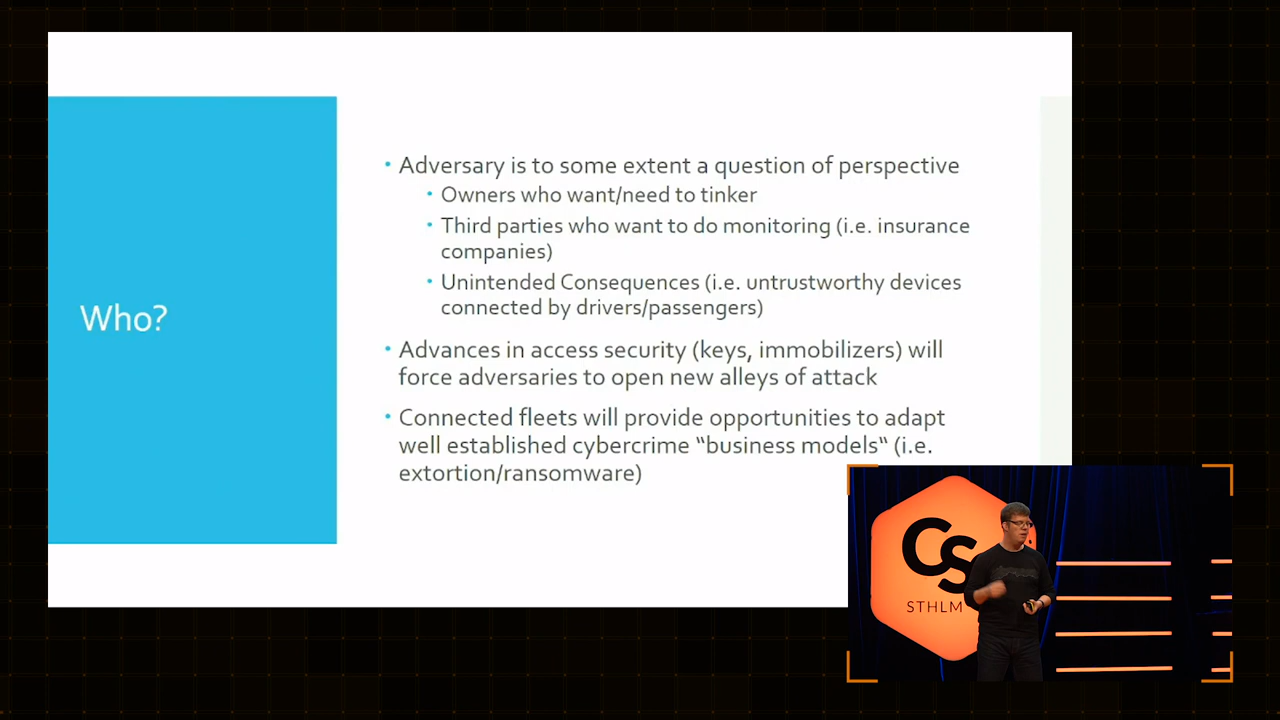 Who?
• Adversary is to some extent a question of perspective
• Owners who want/need to tinker
• Third parties who want to do monitoring (i.e. insurance
companies)
• Unintended Consequences (i.e. untrustworthy devices
connected by drivers/passengers)
• Advances in access security (keys, immobilizers) will
force adversaries to open new alleys of attack
• Connected fleets will provide opportunities to adapt
well established cybercrime “business models“ (i.e.
extortion/ransomware)
CS
STHLM